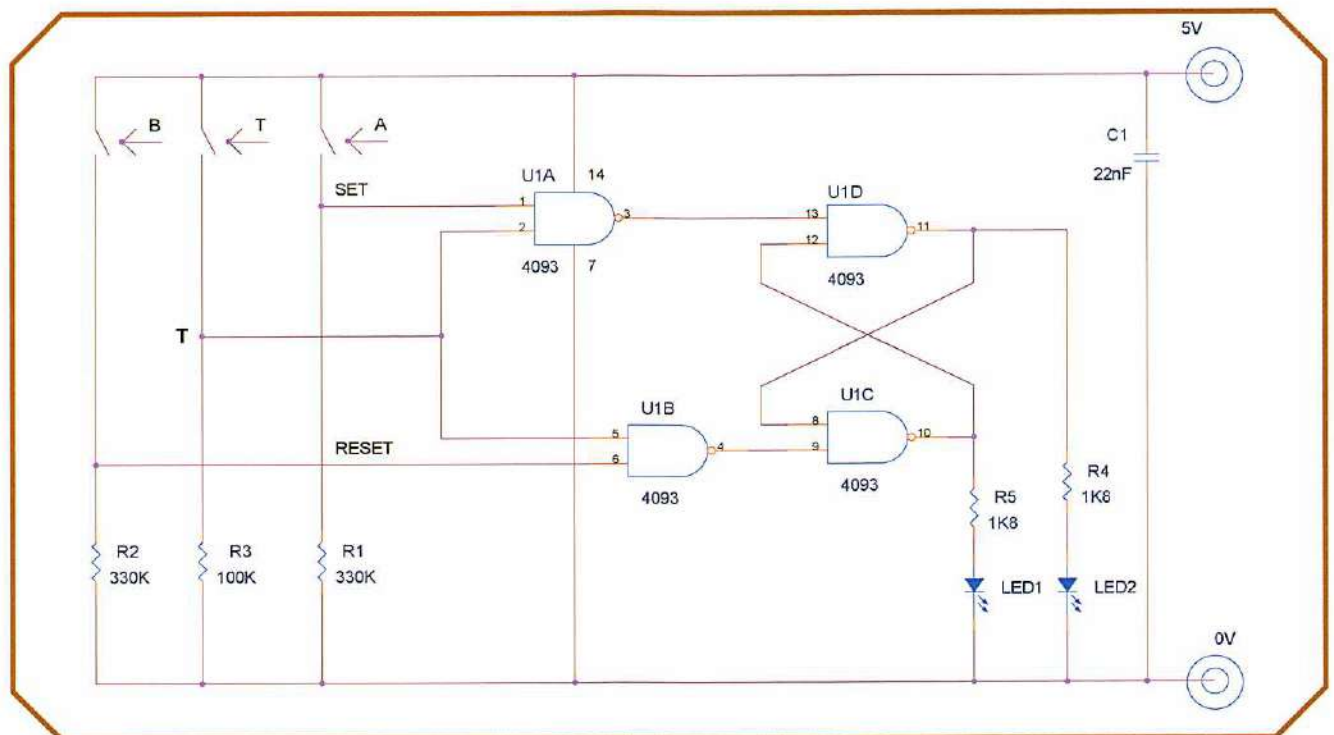 5V
B
T
A
C1
22nF
SET
U1A
14
1
2
3
4093
7
U1D
13
12
11
4093
T
RESET
U1B
5
6
4
4093
U1C
8
9
10
4093
R2
330K
R3
100K
R1
330K
R5
1K8
R4
1K8
LED1
LED2
0V